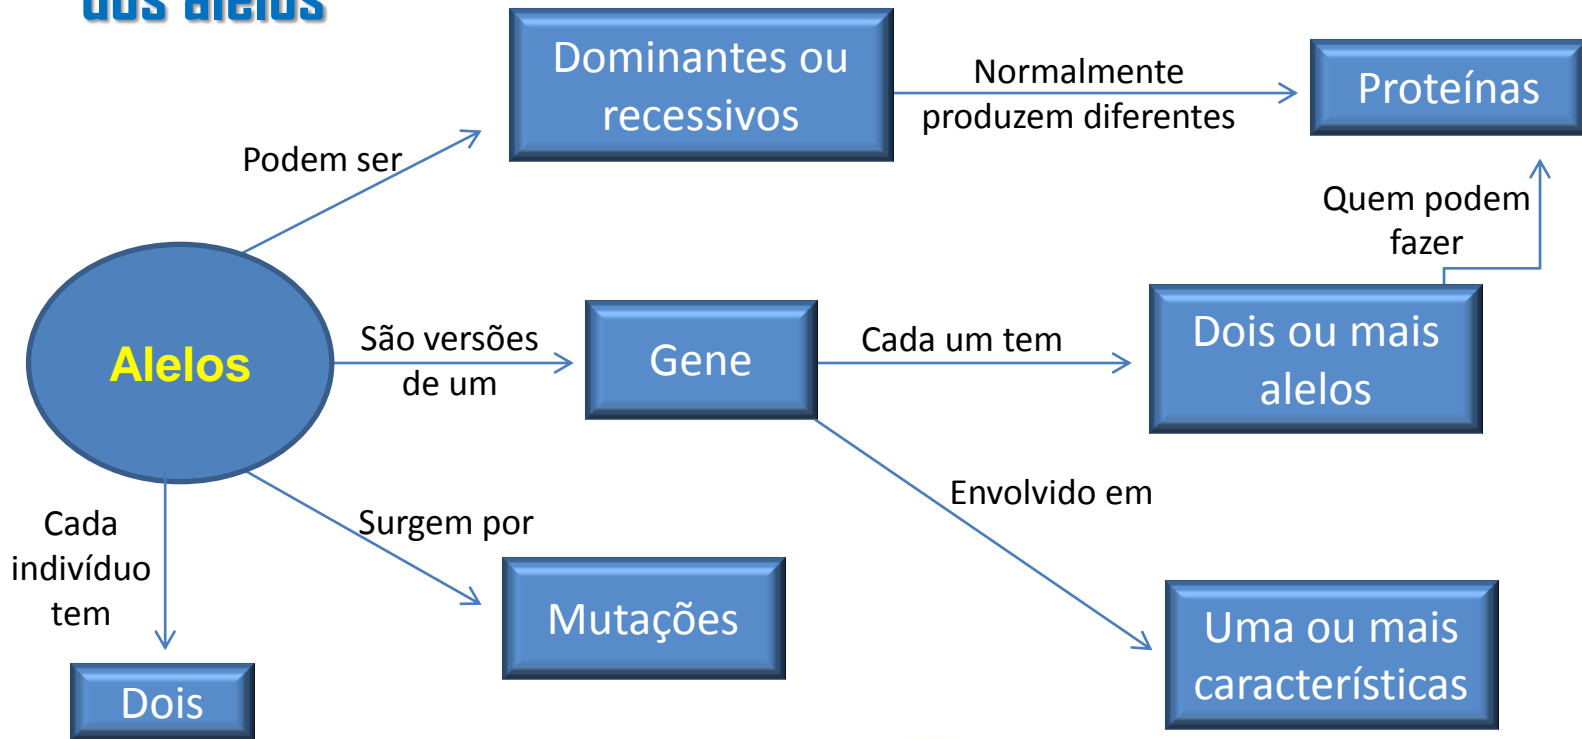 dos alelos
Dominantes ou
recessivos
Normalmente
produzem diferentes
Proteínas
Podem ser
Quem podem
fazer
Alelos
São versões
de um
Gene
Cada um tem
Dois ou mais
alelos
Envolvido em
Cada
indivíduo
tem
Surgem por
Mutações
Uma ou mais
características
Dois